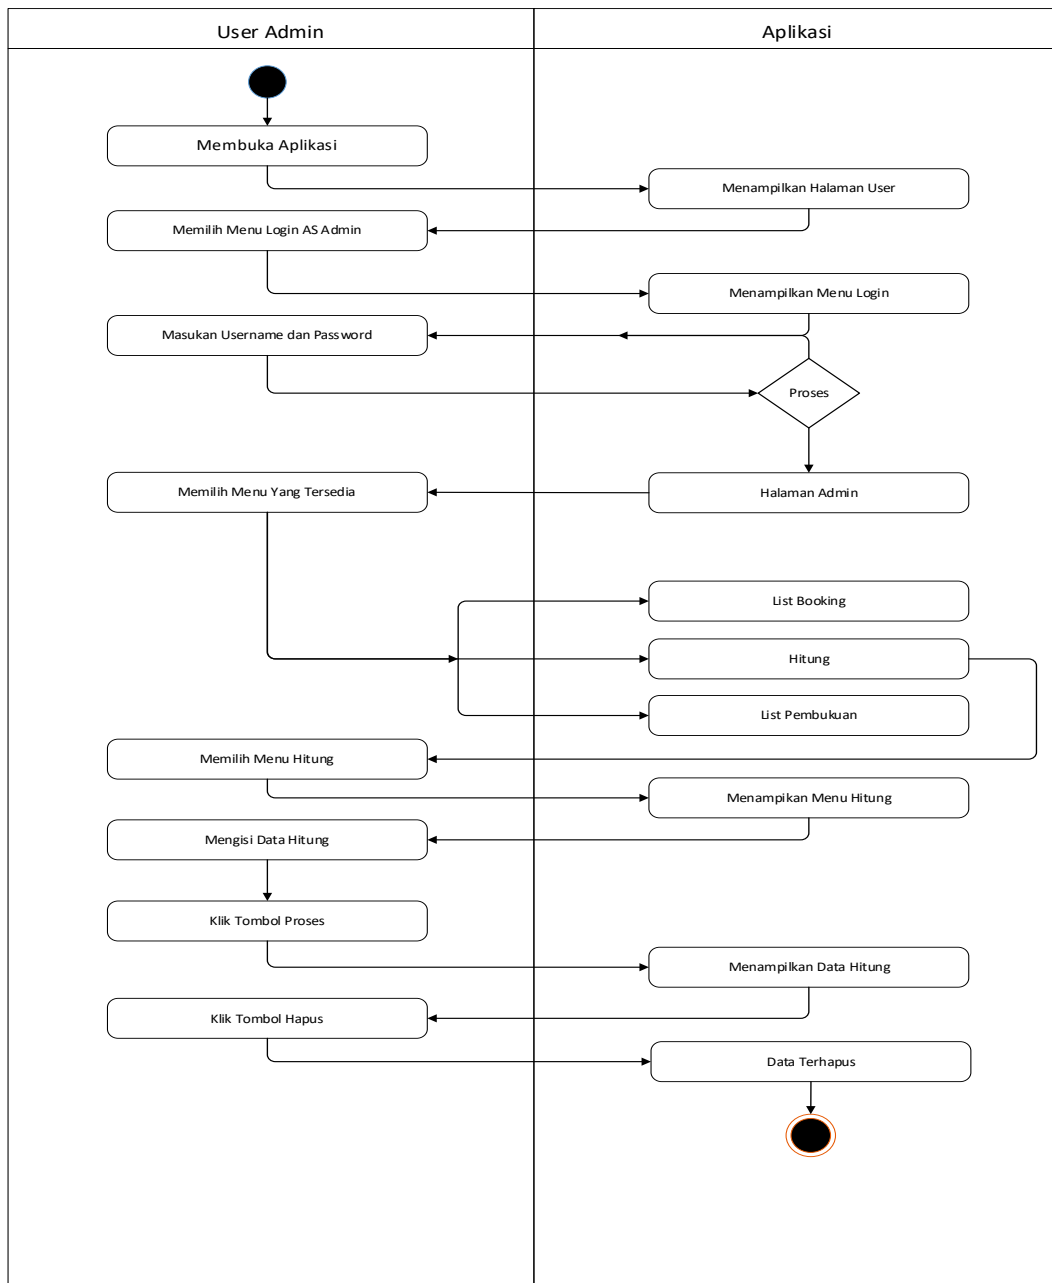 User Admin
Aplikasi
Membuka Aplikasi
Menampilkan Halaman User
Memilih Menu Login AS Admin
Menampilkan Menu Login
Masukan Username dan Password
Proses
Memilih Menu Yang Tersedia
Halaman Admin
List Booking
Hitung
List Pembukuan
Memilih Menu Hitung
Menampikan Menu Hitung
Mengisi Data Hitung
Klik Tombol Proses
Menampilkan Data Hitung
Klik Tombol Hapus
Data Terhapus